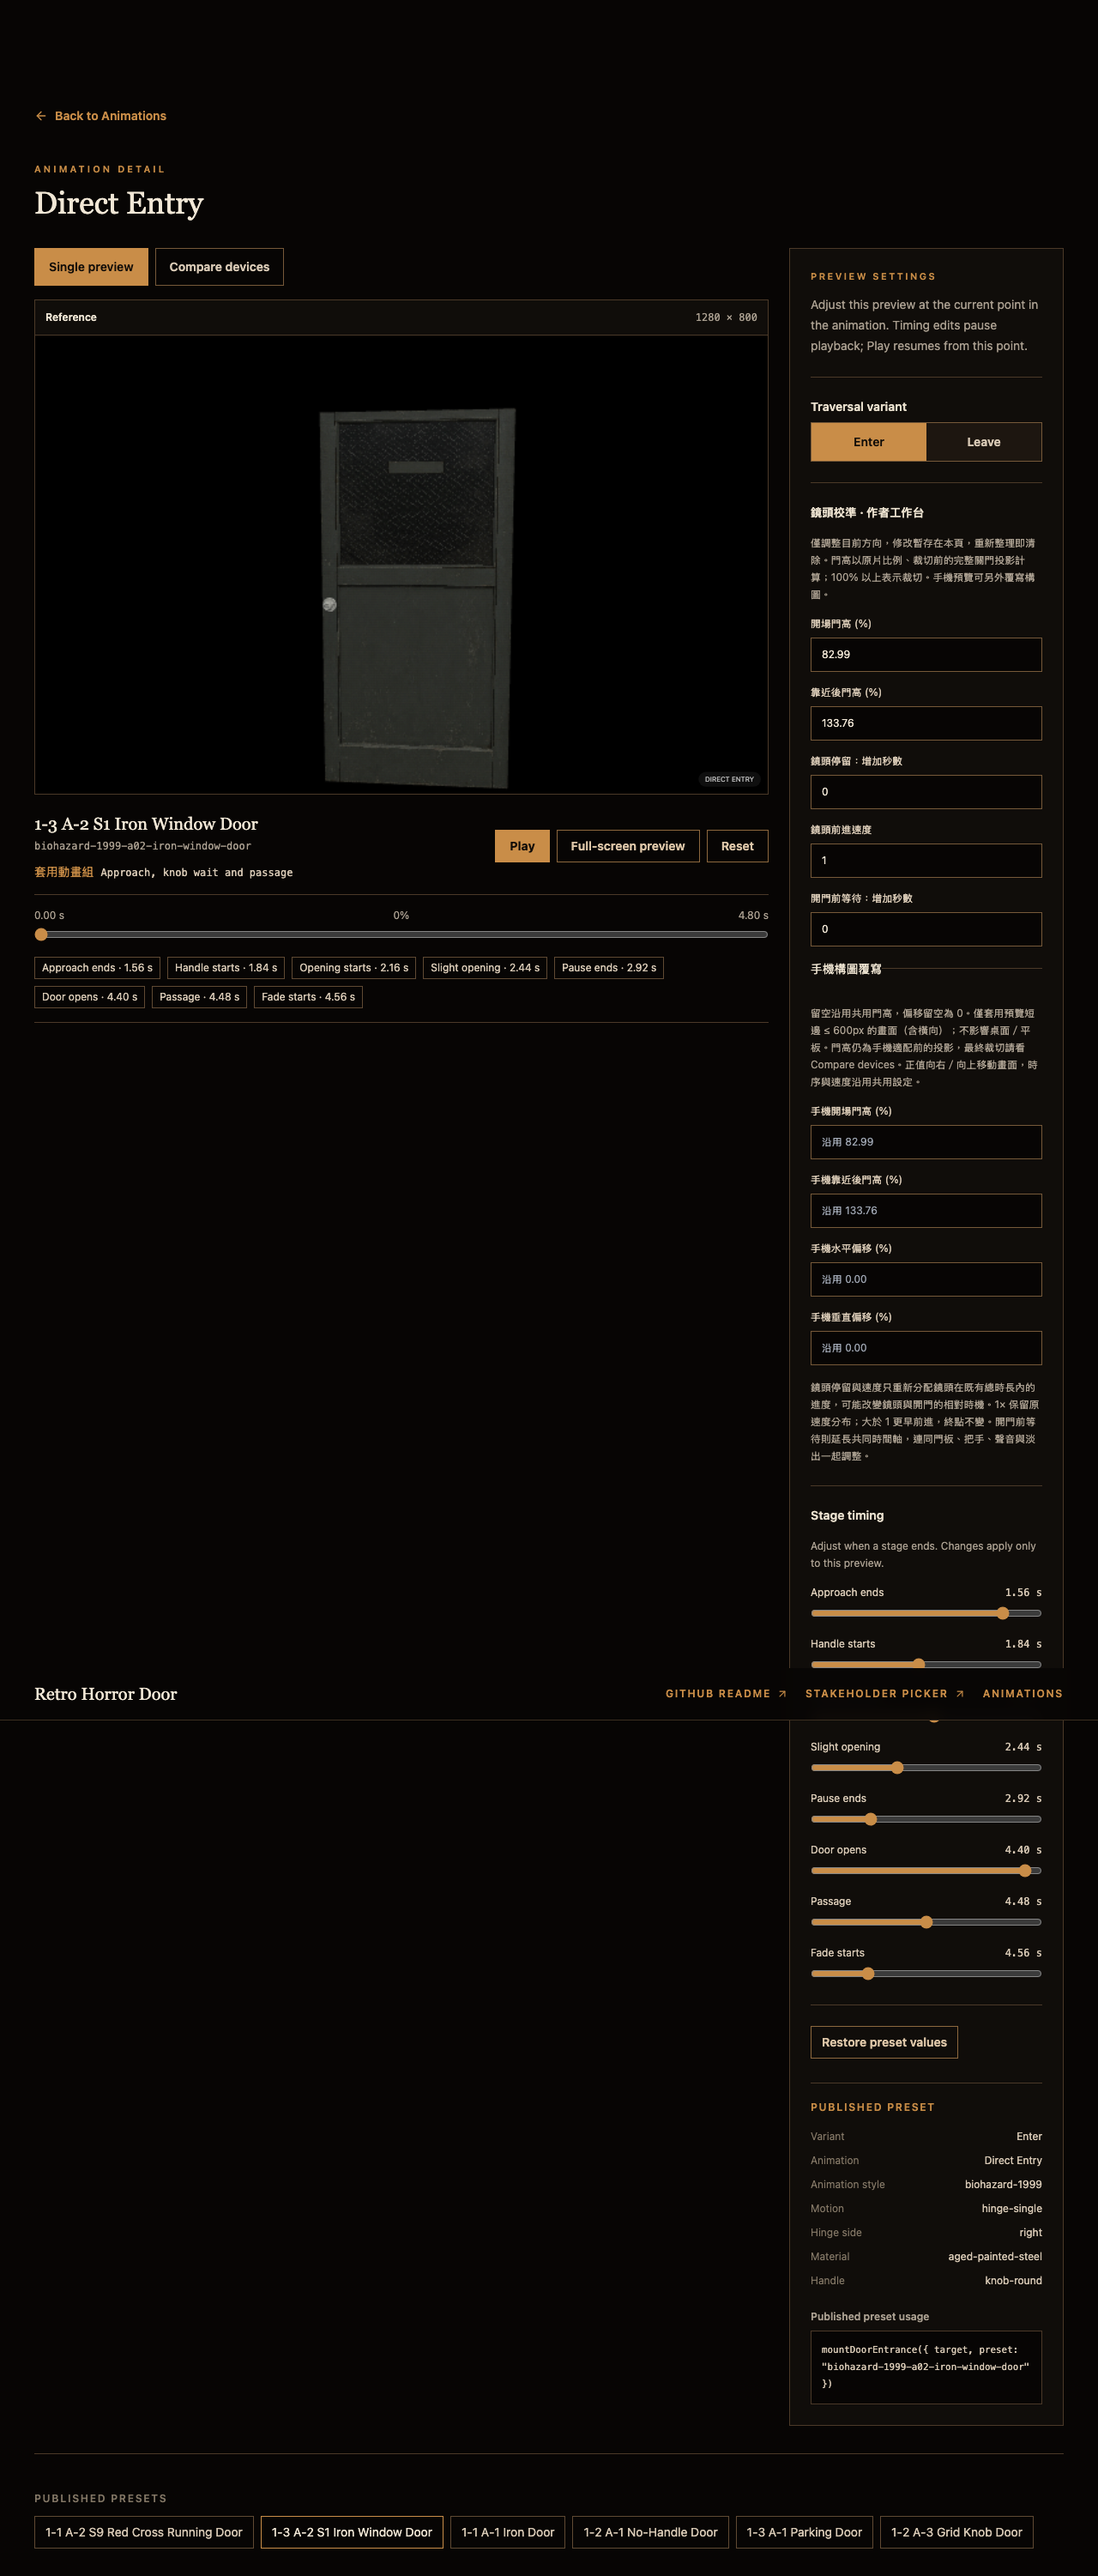 ← Back to Animations
ANIMATION DETAIL
Direct Entry
Single preview
Compare devices
Reference
1280 × 800
DIRECT ENTRY
1-3 A-2 S1 Iron Window Door
biohazard-1999-a02-iron-window-door
套用動畫組 Approach, knob wait and passage
Play
Full-screen preview
Reset
0.00 s
0%
4.80 s
Approach ends · 1.56 s
Handle starts · 1.84 s
Opening starts · 2.16 s
Slight opening · 2.44 s
Pause ends · 2.92 s
Door opens · 4.40 s
Passage · 4.48 s
Fade starts · 4.56 s
PREVIEW SETTINGS
Adjust this preview at the current point in
the animation. Timing edits pause
playback; Play resumes from this point.
Traversal variant
Enter
Leave
鏡頭校準 · 作者工作台
僅調整目前方向，修改暫存在本頁，重新整理即清
除。門高以原片比例、裁切前的完整關門投影計
算；100% 以上表示裁切。手機預覽可另外覆寫構
圖。
開場門高 (%)
82.99
靠近後門高 (%)
133.76
鏡頭停留：增加秒數
0
鏡頭前進速度
1
開門前等待：增加秒數
0
手機構圖覆寫
留空沿用共用門高，偏移留空為 0。僅套用預覽短
邊 ≤ 600px 的畫面（含橫向）；不影響桌面 / 平
板。門高仍為手機適配前的投影，最終裁切請看
Compare devices。正值向右 / 向上移動畫面，時
序與速度沿用共用設定。
手機開場門高 (%)
沿用 82.99
手機靠近後門高 (%)
沿用 133.76
手機水平偏移 (%)
沿用 0.00
手機垂直偏移 (%)
沿用 0.00
鏡頭停留與速度只重新分配鏡頭在既有總時長內的
進度，可能改變鏡頭與開門的相對時機。1× 保留原
速度分布；大於 1 更早前進，終點不變。開門前等
待則延長共同時間軸，連同門板、把手、聲音與淡
出一起調整。
Stage timing
Adjust when a stage ends. Changes apply only
to this preview.
Approach ends
1.56 s
Handle starts
1.84 s
Retro Horror Door
GITHUB README ↗
STAKEHOLDER PICKER ↗
ANIMATIONS
Slight opening
2.44 s
Pause ends
2.92 s
Door opens
4.40 s
Passage
4.48 s
Fade starts
4.56 s
Restore preset values
PUBLISHED PRESET
Variant
Enter
Animation
Direct Entry
Animation style
biohazard-1999
Motion
hinge-single
Hinge side
right
Material
aged-painted-steel
Handle
knob-round
Published preset usage
mountDoorEntrance({ target, preset:
"biohazard-1999-a02-iron-window-door"
})
PUBLISHED PRESETS
1-1 A-2 S9 Red Cross Running Door
1-3 A-2 S1 Iron Window Door
1-1 A-1 Iron Door
1-2 A-1 No-Handle Door
1-3 A-1 Parking Door
1-2 A-3 Grid Knob Door